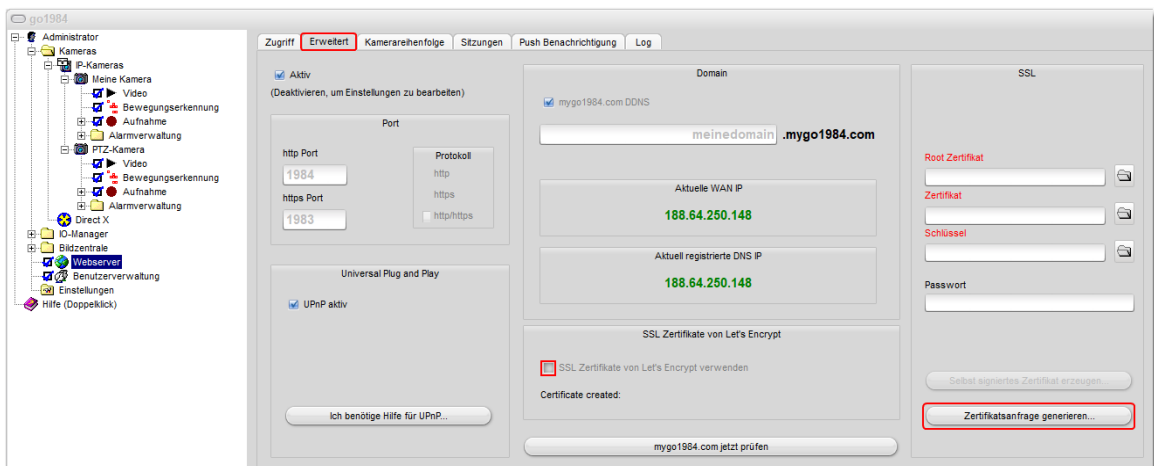 go1984
Administrator
Kameras
IP-Kameras
Meine Kamera
Video
Bewegungserkennung
Aufnahme
Alarmverwaltung
PTZ-Kamera
Video
Bewegungserkennung
Aufnahme
Alarmverwaltung
Direct X
IO-Manager
Bildzentrale
Webserver
Benutzerverwaltung
Einstellungen
Hilfe (Doppelklick)
Zugriff Erweitert Kamerareihenfolge Sitzungen Push Benachrichtigung Log
Aktiv
(Deaktivieren, um Einstellungen zu bearbeiten)
Port
http Port
1984
https Port
1983
Protokoll
http
https
http/https
Universal Plug and Play
UPnP aktiv
Ich benötige Hilfe für UPnP...
Domain
mygo1984.com DDNS
meinedomain .mygo1984.com
Aktuelle WAN IP
188.64.250.148
Aktuell registrierte DNS IP
188.64.250.148
SSL Zertifikate von Let's Encrypt
SSL Zertifikate von Let's Encrypt verwenden
Certificate created:
mygo1984.com jetzt prüfen
SSL
Root Zertifikat
Zertifikat
Schlüssel
Passwort
Selbst signiertes Zertifikat erzeugen...
Zertifikatsanfrage generieren...